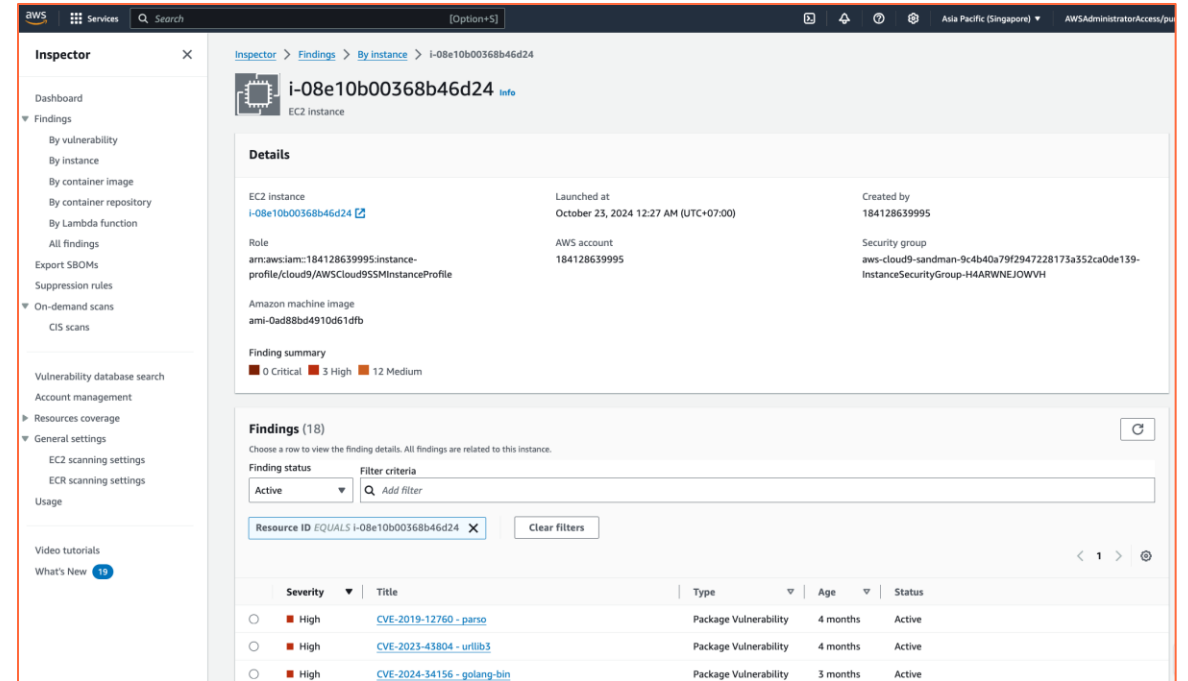 aws
Services
Search
[Option+S]
Asia Pacific (Singapore)
AWSAdministratorAccess/pu
Inspector
Dashboard
Findings
By vulnerability
By instance
By container image
By container repository
By Lambda function
All findings
Export SBOMs
Suppression rules
On-demand scans
CIS scans
Vulnerability database search
Account management
Resources coverage
General settings
EC2 scanning settings
ECR scanning settings
Usage
Video tutorials
What's New 19
Inspector > Findings > By instance > i-08e10b00368b46d24
i-08e10b00368b46d24 Info
EC2 instance
Details
EC2 instance
i-08e10b00368b46d24
Launched at
October 23, 2024 12:27 AM (UTC+07:00)
Created by
184128639995
Role
arn:aws:iam::184128639995:instance-
profile/cloud9/AWSCloud9SSMInstanceProfile
AWS account
184128639995
Security group
aws-cloud9-sandman-9c4b40a79f2947228173a352ca0de139-
InstanceSecurityGroup-H4ARWNEJOWVH
Amazon machine image
ami-0ad88bd4910d61dfb
Finding summary
0 Critical 3 High 12 Medium
Findings (18)
Choose a row to view the finding details. All findings are related to this instance.
Finding status
Filter criteria
Active
Add filter
Resource ID EQUALS i-08e10b00368b46d24
Clear filters
1
Severity Title Type Age Status
High CVE-2019-12760 - parso Package Vulnerability 4 months Active
High CVE-2023-43804 - urllib3 Package Vulnerability 4 months Active
High CVE-2024-34156 - golang-bin Package Vulnerability 3 months Active